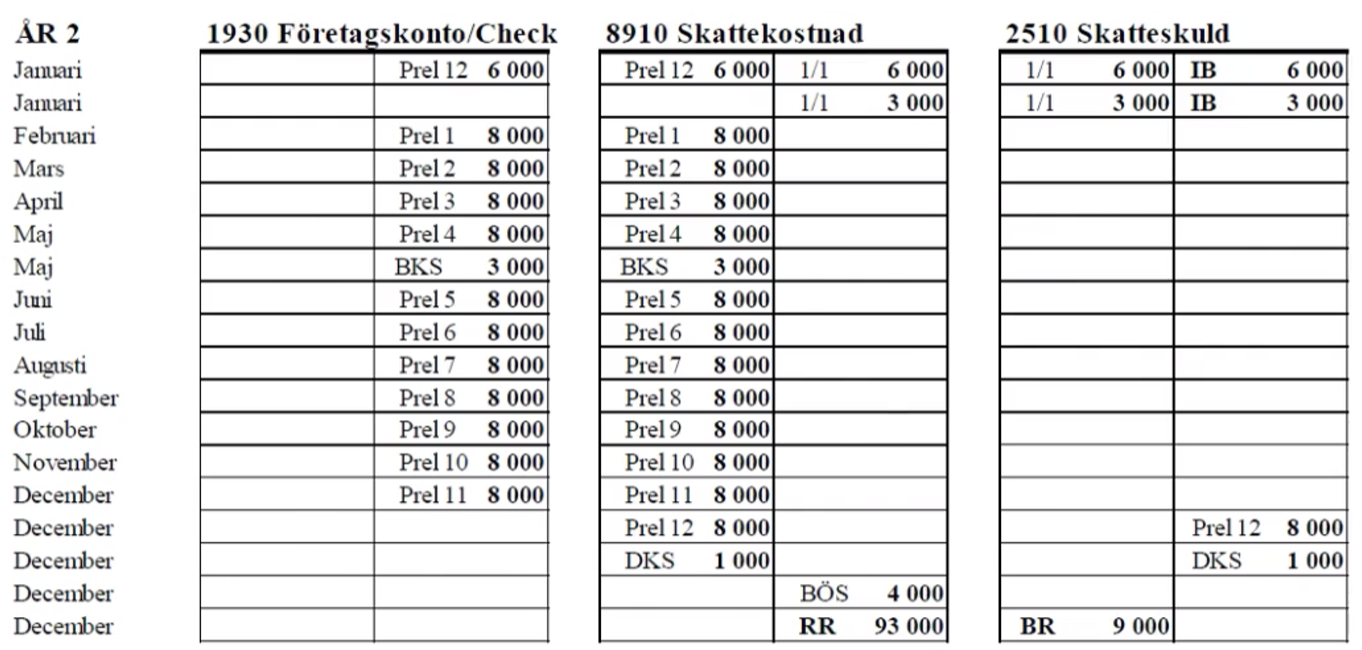 ÅR 2 1930 Företagskonto/Check 8910 Skattekostnad 2510 Skatteskuld
Januari Prel 12 6 000 Prel 12 6 000 1/1 6 000 1/1 6 000 IB 6 000
Januari 1/1 3 000 1/1 3 000 IB 3 000
Februari Prel 1 8 000 Prel 1 8 000
Mars Prel 2 8 000 Prel 2 8 000
April Prel 3 8 000 Prel 3 8 000
Maj Prel 4 8 000 Prel 4 8 000
Maj BKS 3 000 BKS 3 000
Juni Prel 5 8 000 Prel 5 8 000
Juli Prel 6 8 000 Prel 6 8 000
Augusti Prel 7 8 000 Prel 7 8 000
September Prel 8 8 000 Prel 8 8 000
Oktober Prel 9 8 000 Prel 9 8 000
November Prel 10 8 000 Prel 10 8 000
December Prel 11 8 000 Prel 11 8 000
December Prel 12 8 000 Prel 12 8 000
December DKS 1 000 DKS 1 000
December BÖS 4 000
December RR 93 000 BR 9 000